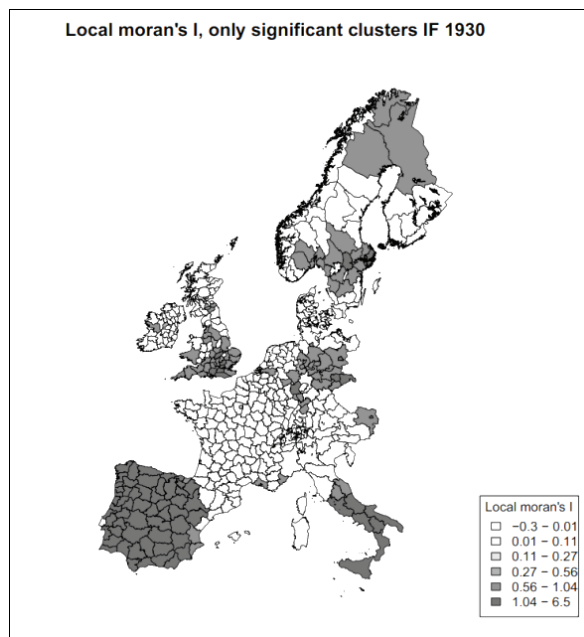 Local moran's I, only significant clusters IF 1930
Local moran's I
−0.3 − 0.01
0.01 − 0.11
0.11 − 0.27
0.27 − 0.56
0.56 − 1.04
1.04 − 6.5